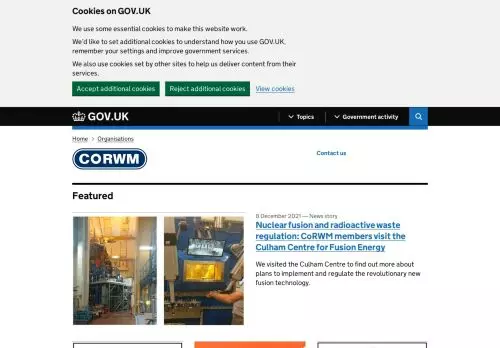 Cookies on GOV.UK
We use some essential cookies to make this website work.
We'd like to set additional cookies to understand how you use GOV.UK,
remember your settings and improve government services.
We also use cookies set by other sites to help us deliver content from their
services.
Accept additional cookies Reject additional cookies View cookies
GOV.UK Topics Government activity
Home > Organisations
CORWM
Contact us
Featured
8 December 2021 — News story
Nuclear fusion and radioactive waste
regulation: CoRWM members visit the
Culham Centre for Fusion Energy
We visited the Culham Centre to find out more about
plans to implement and regulate the revolutionary new
fusion technology.